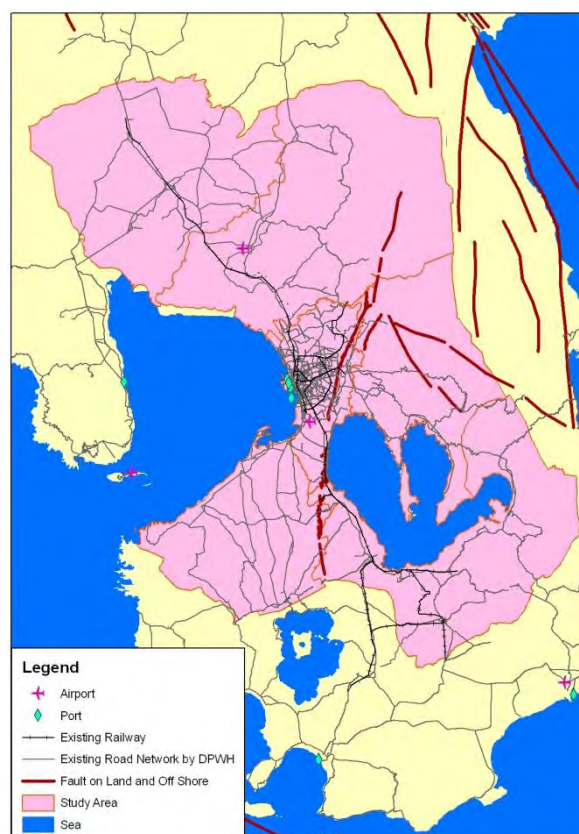 Legend
Airport
Port
Existing Railway
Existing Road Network by DPWH
Fault on Land and Off Shore
Study Area
Sea